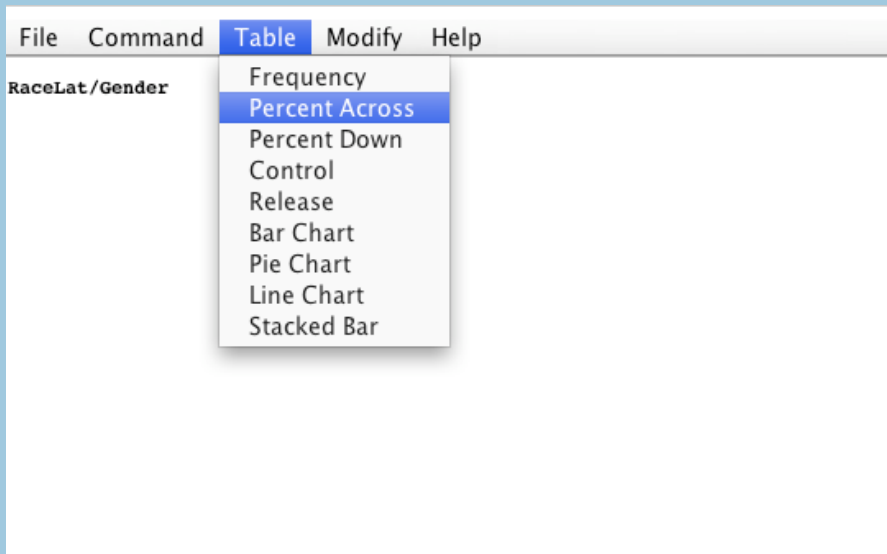 File Command Table Modify Help
RaceLat/Gender
Frequency
Percent Across
Percent Down
Control
Release
Bar Chart
Pie Chart
Line Chart
Stacked Bar